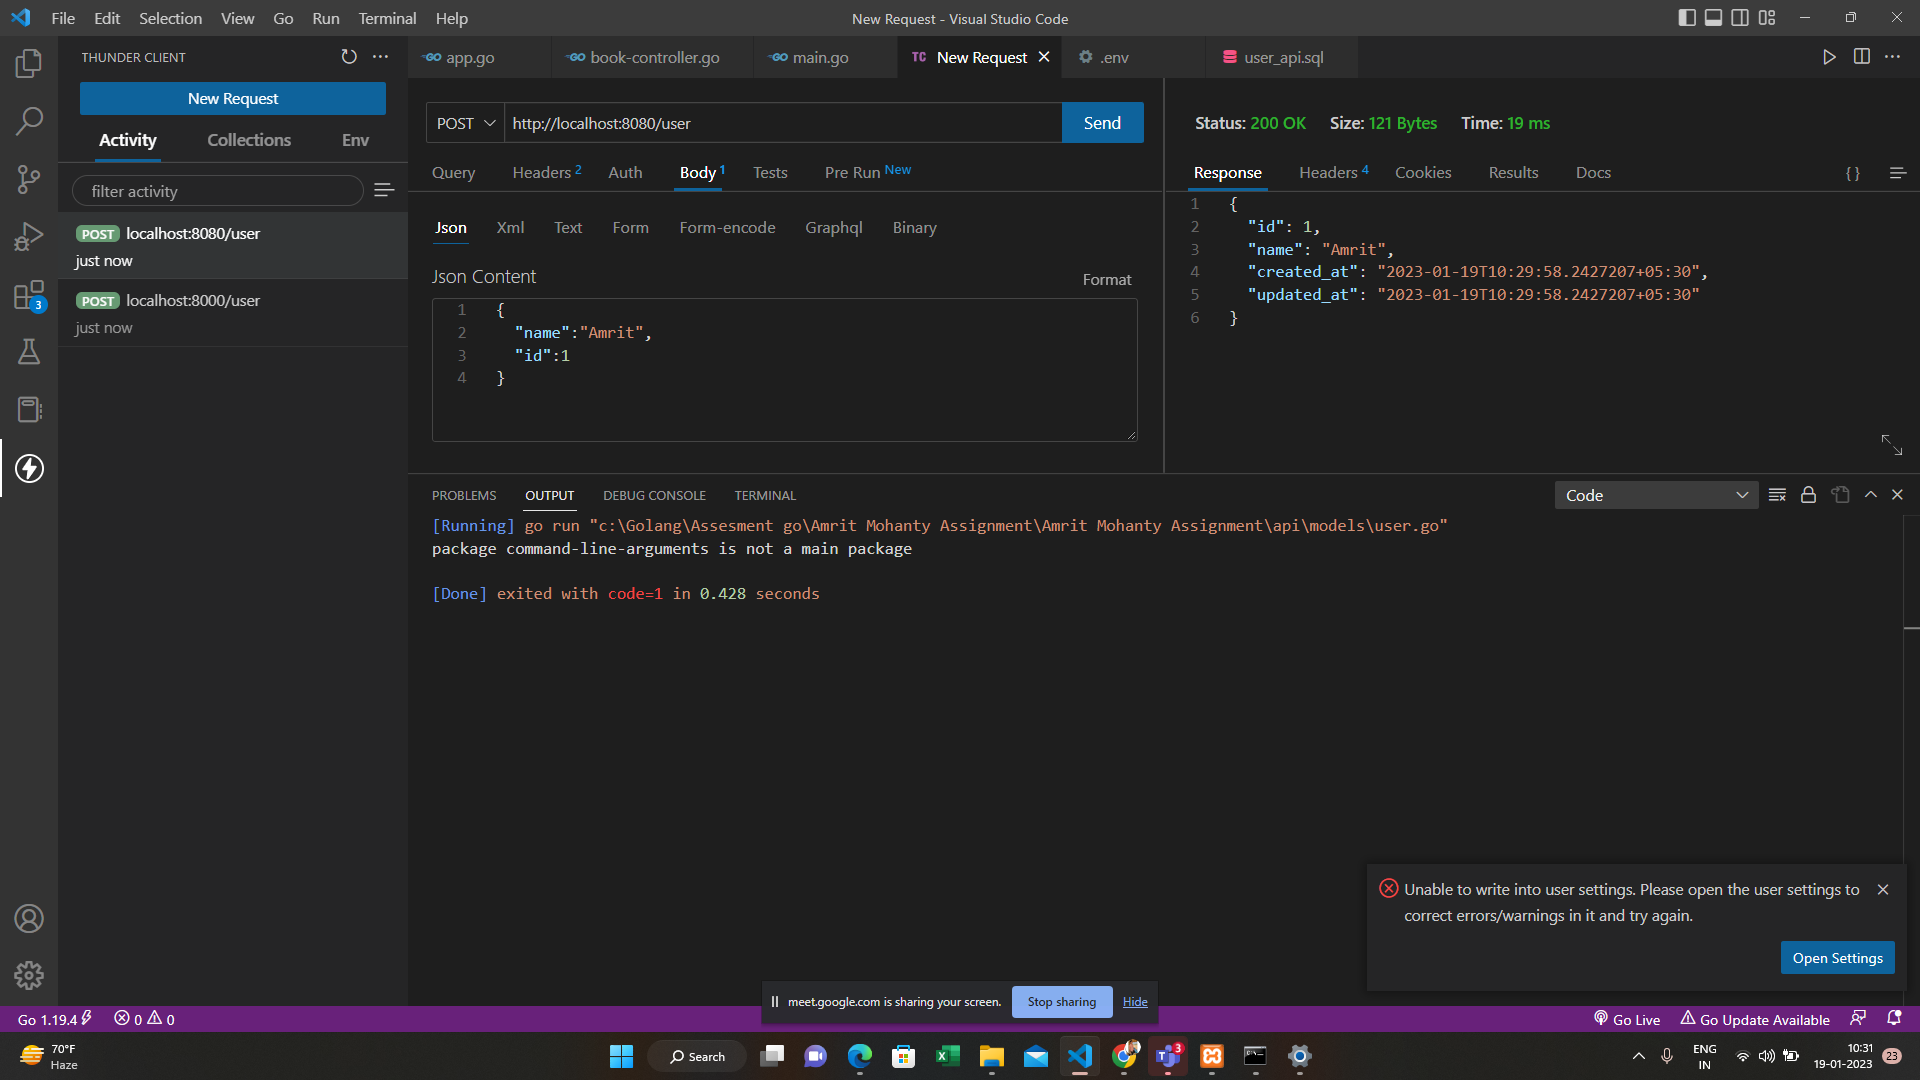 File Edit Selection View Go Run Terminal Help
New Request - Visual Studio Code
THUNDER CLIENT
New Request
Activity Collections Env
filter activity
POST localhost:8080/user
just now
POST localhost:8000/user
just now
3
app.go book-controller.go main.go TC New Request .env user_api.sql
POST http://localhost:8080/user Send
Query Headers 2 Auth Body 1 Tests Pre Run New
Json Xml Text Form Form-encode Graphql Binary
Json Content Format
1 {
2 "name":"Amrit",
3 "id":1
4 }
Status: 200 OK Size: 121 Bytes Time: 19 ms
Response Headers 4 Cookies Results Docs { }
1 {
2 "id": 1,
3 "name": "Amrit",
4 "created_at": "2023-01-19T10:29:58.2427207+05:30",
5 "updated_at": "2023-01-19T10:29:58.2427207+05:30"
6 }
PROBLEMS OUTPUT DEBUG CONSOLE TERMINAL Code
[Running] go run "c:\Golang\Assesment go\Amrit Mohanty Assignment\Amrit Mohanty Assignment\api\models\user.go"
package command-line-arguments is not a main package
[Done] exited with code=1 in 0.428 seconds
Unable to write into user settings. Please open the user settings to
correct errors/warnings in it and try again.
Open Settings
meet.google.com is sharing your screen. Stop sharing Hide
Go 1.19.4 0 0 Go Live Go Update Available
70°F
Haze
Search
3
ENG
IN
10:31
19-01-2023
23